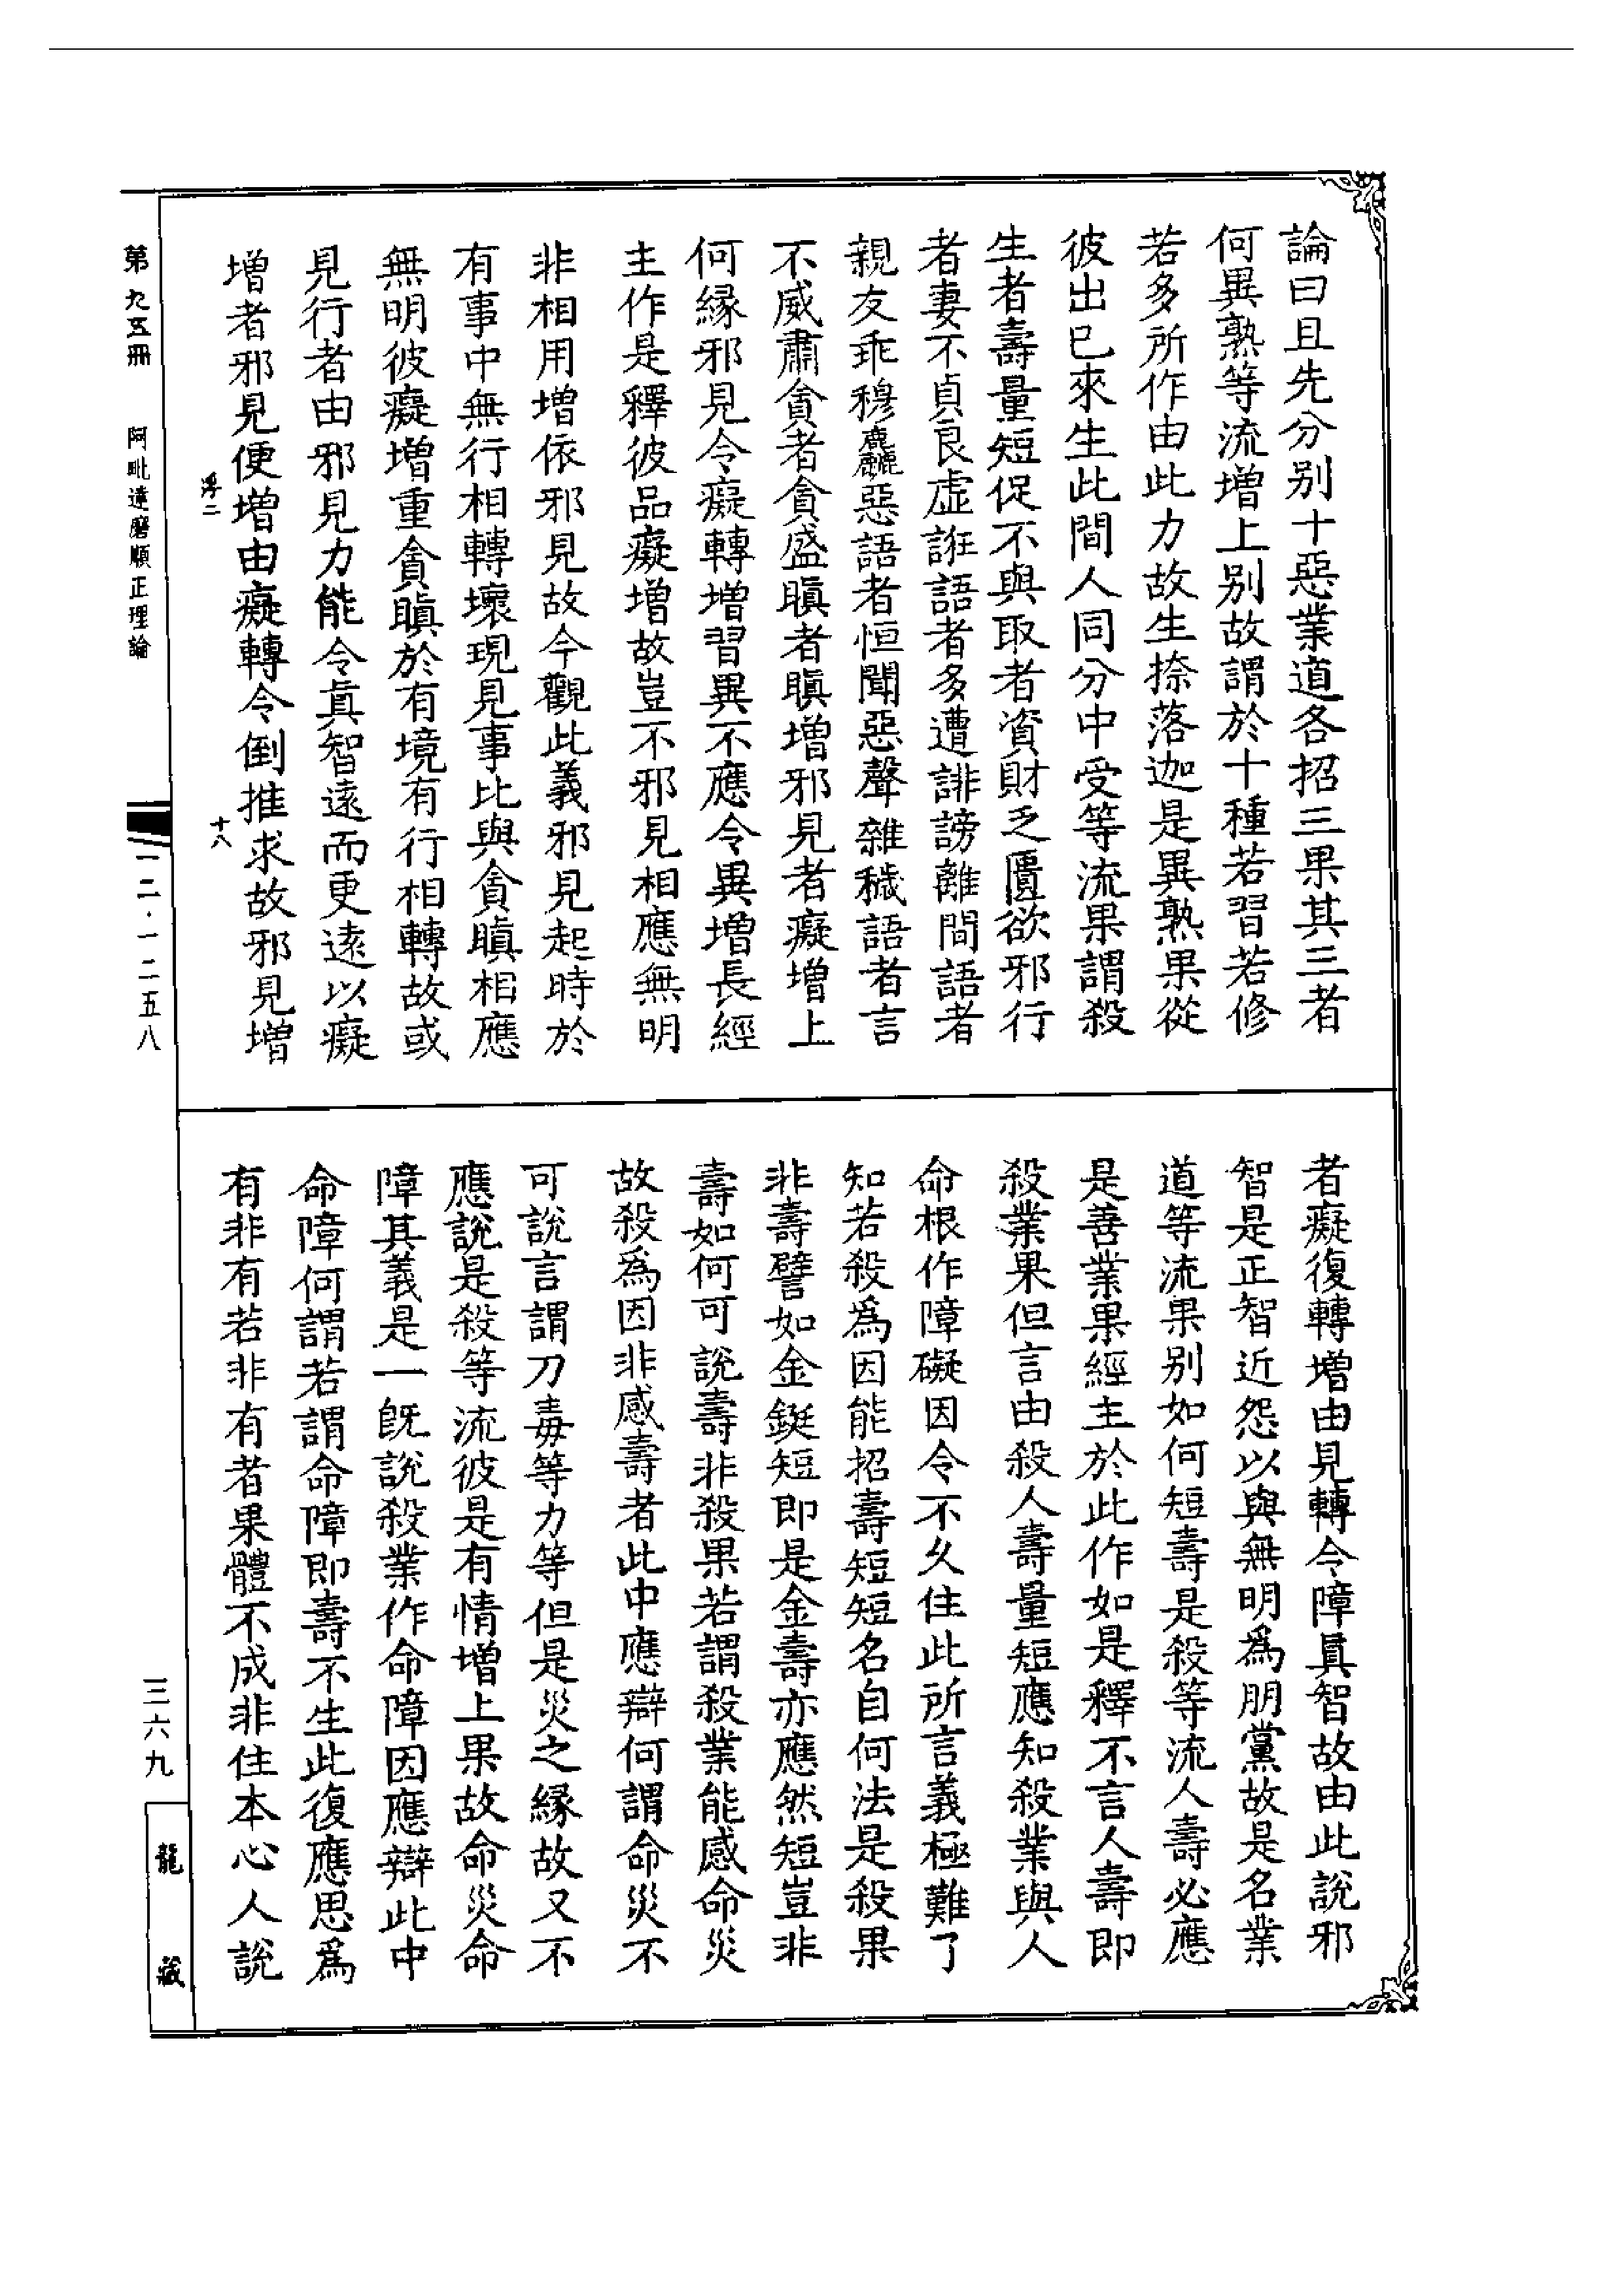 論曰且先分别十惡業道各招三果其三者
何異熟等流增上别故謂於十種若習若修
若多所作由此力故生捺落迦是異熟果從
彼出已來生此間人同分中受等流果謂殺
生者壽量短促不與取者資財乏匱欲邪行
者妻不貞良虛誑語者多遭誹謗離間語者
親友乖穆麤惡語者恒聞惡聲雜穢語者言
不威肅貪者貪盛瞋者瞋增邪見者癡增上
何縁邪見令癡轉增習異不應令異增長經
主作是釋彼品癡增故豈不邪見相應無明
非相用增依邪見故今觀此義邪見起時於
有事中無行相轉壞現見事比與貪瞋相應
無明彼癡增重貪瞋於有境有行相轉故或
見行者由邪見力能令真智遠而更遠以癡
增者邪見便增由癡轉令倒推求故邪見增
浮二
十八
者癡復轉增由見轉令障真智故由此說邪
智是正智近怨以與無明爲朋黨故是名業
道等流果别如何短壽是殺等流人壽必應
是善業果經主於此作如是釋不言人壽即
殺業果但言由殺人壽量短應知殺業與人
命根作障礙因令不久住此所言義極難了
知若殺爲因能招壽短短名自何法是殺果
非壽譬如金鋌短即是金壽亦應然短豈非
壽如何可說壽非殺果若謂殺業能感命災
故殺爲因非感壽者此中應辯何謂命災不
可說言謂刀毒等力等但是災之縁故又不
應說是殺等流彼是有情增上果故命災命
障其義是一旣說殺業作命障因應辯此中
命障何謂若謂命障即壽不生此復應思爲
有非有若非有者果體不成非住本心人說
第九五冊
阿毗達磨順正理論
一二·一二五八
三六九
龍藏